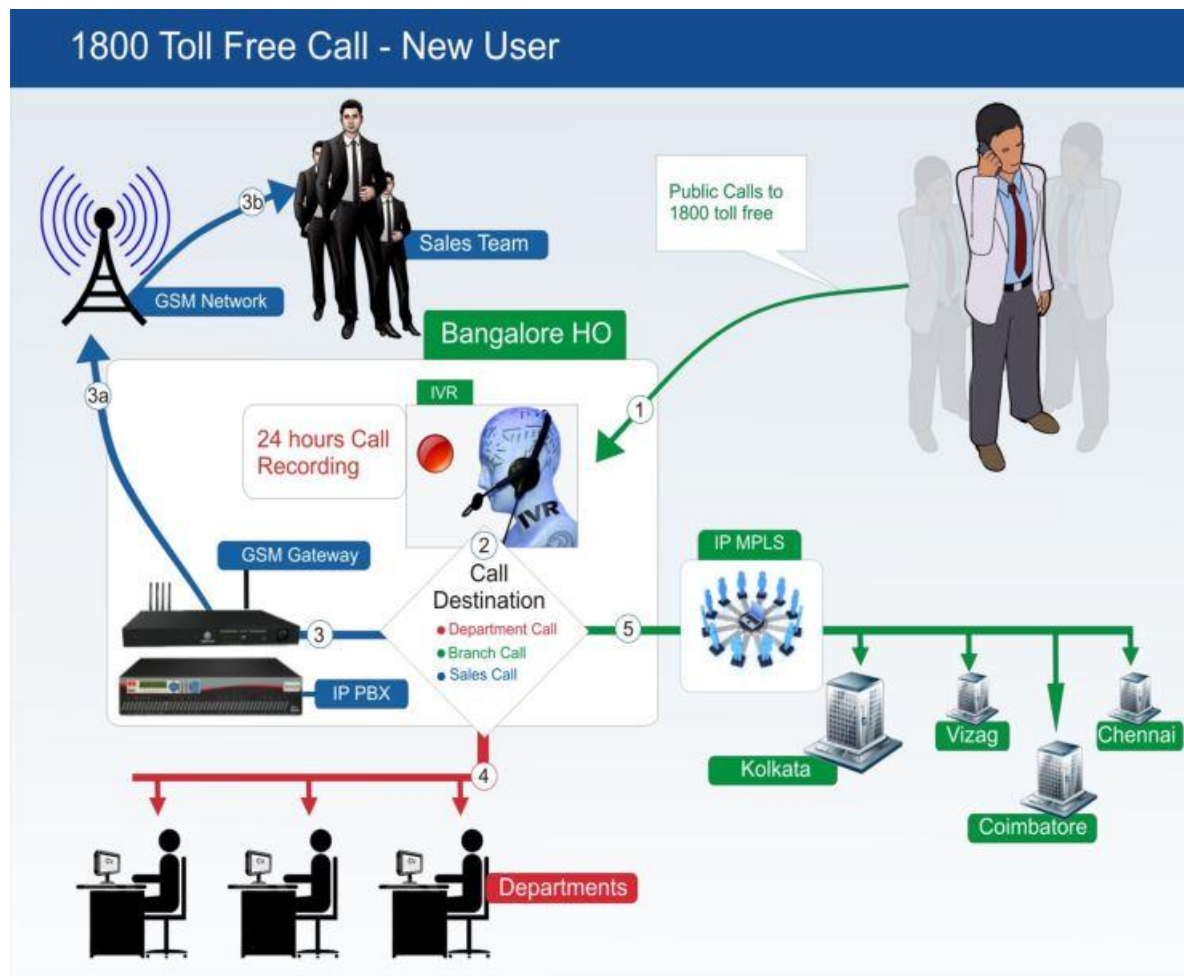 1800 Toll Free Call - New User
3b
Public Calls to
1800 toll free
Sales Team
GSM Network
Bangalore HO
3a
IVR
1
24 hours Call
Recording
IVR
2
GSM Gateway
IP MPLS
Call
Destination
Department Call
Branch Call
Sales Call
3
5
IP PBX
Vizag
Chennai
Kolkata
4
Coimbatore
Departments